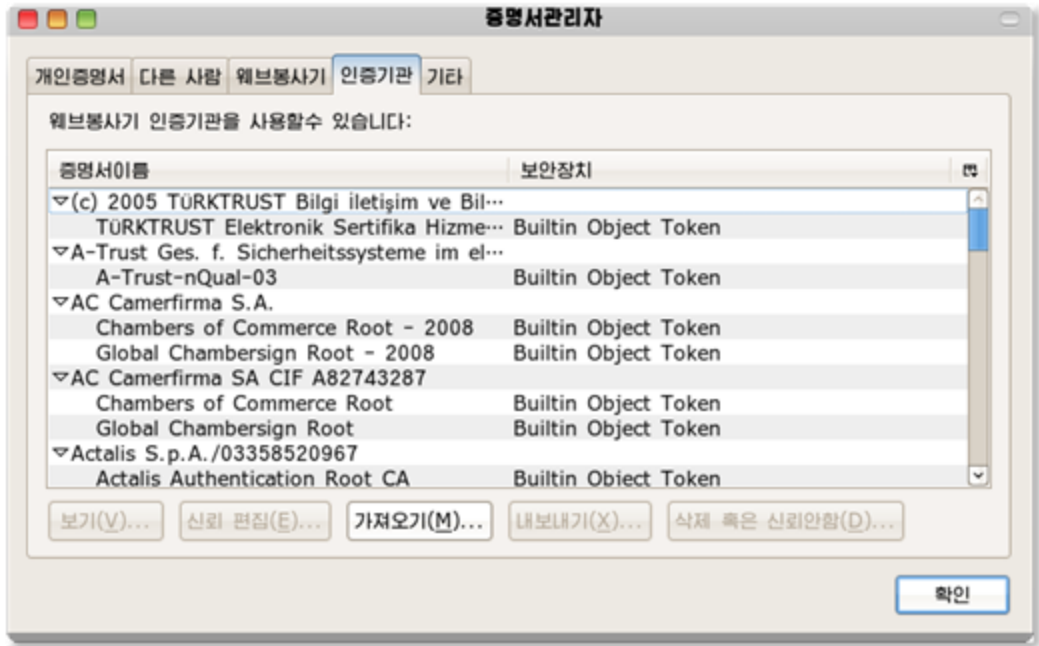 증명서관리자
개인증명서 다른 사람 웨브봉사기 인증기관 기타
웨브봉사기 인증기관을 사용할수 있습니다:
증명서이름 보안장치
(c) 2005 TÜRKTRUST Bilgi İletişim ve Bil…
TÜRKTRUST Elektronik Sertifika Hizme… Builtin Object Token
A-Trust Ges. f. Sicherheitssysteme im el…
A-Trust-nQual-03 Builtin Object Token
AC Camerfirma S.A.
Chambers of Commerce Root - 2008 Builtin Object Token
Global Chambersign Root - 2008 Builtin Object Token
AC Camerfirma SA CIF A82743287
Chambers of Commerce Root Builtin Object Token
Global Chambersign Root Builtin Object Token
Actalis S.p.A./03358520967
Actalis Authentication Root CA Builtin Object Token
보기(V)... 신뢰 편집(E)... 가져오기(M)... 내보내기(X)... 삭제 혹은 신뢰안함(D)...
확인